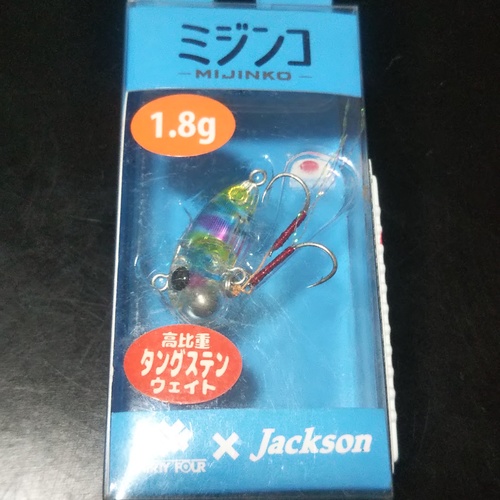 ミジンコ
MIJINKO
1.8g
高比重
タングステン
ウェイト
× Jackson